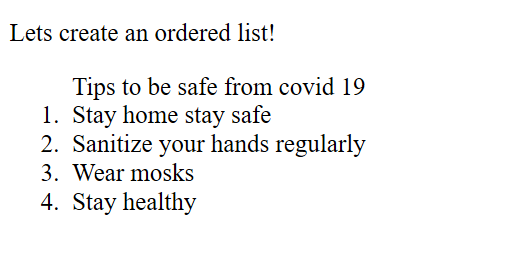 Lets create an ordered list!
Tips to be safe from covid 19
1. Stay home stay safe
2. Sanitize your hands regularly
3. Wear mosks
4. Stay healthy